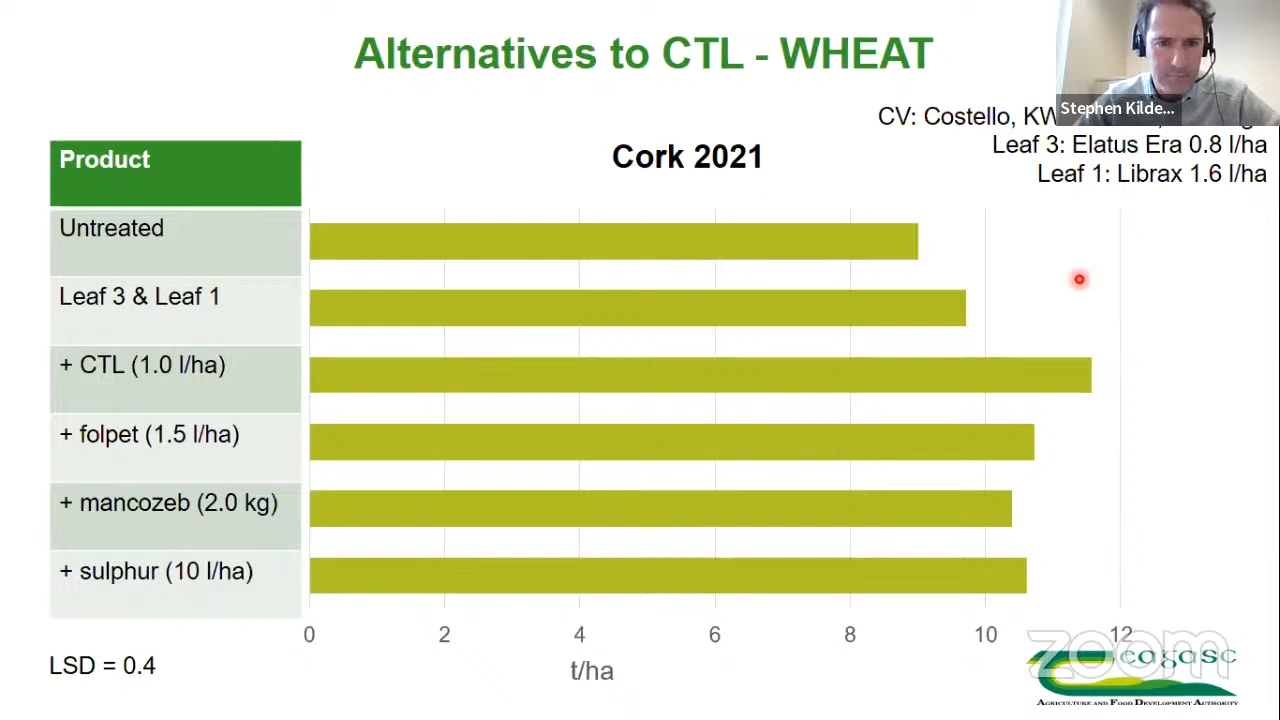 Alternatives to CTL - WHEAT
Stephen Kilde...
CV: Costello,
Leaf 3: Elatus Era 0.8 l/ha
Leaf 1: Librax 1.6 l/ha
Cork 2021
Product
Untreated
Leaf 3 & Leaf 1
+ CTL (1.0 l/ha)
+ folpet (1.5 l/ha)
+ mancozeb (2.0 kg)
+ sulphur (10 l/ha)
0 2 4 6 8 10 12
t/ha
LSD = 0.4
zoom
eagasc
AGRICULTURE AND FOOD DEVELOPMENT AUTHORITY